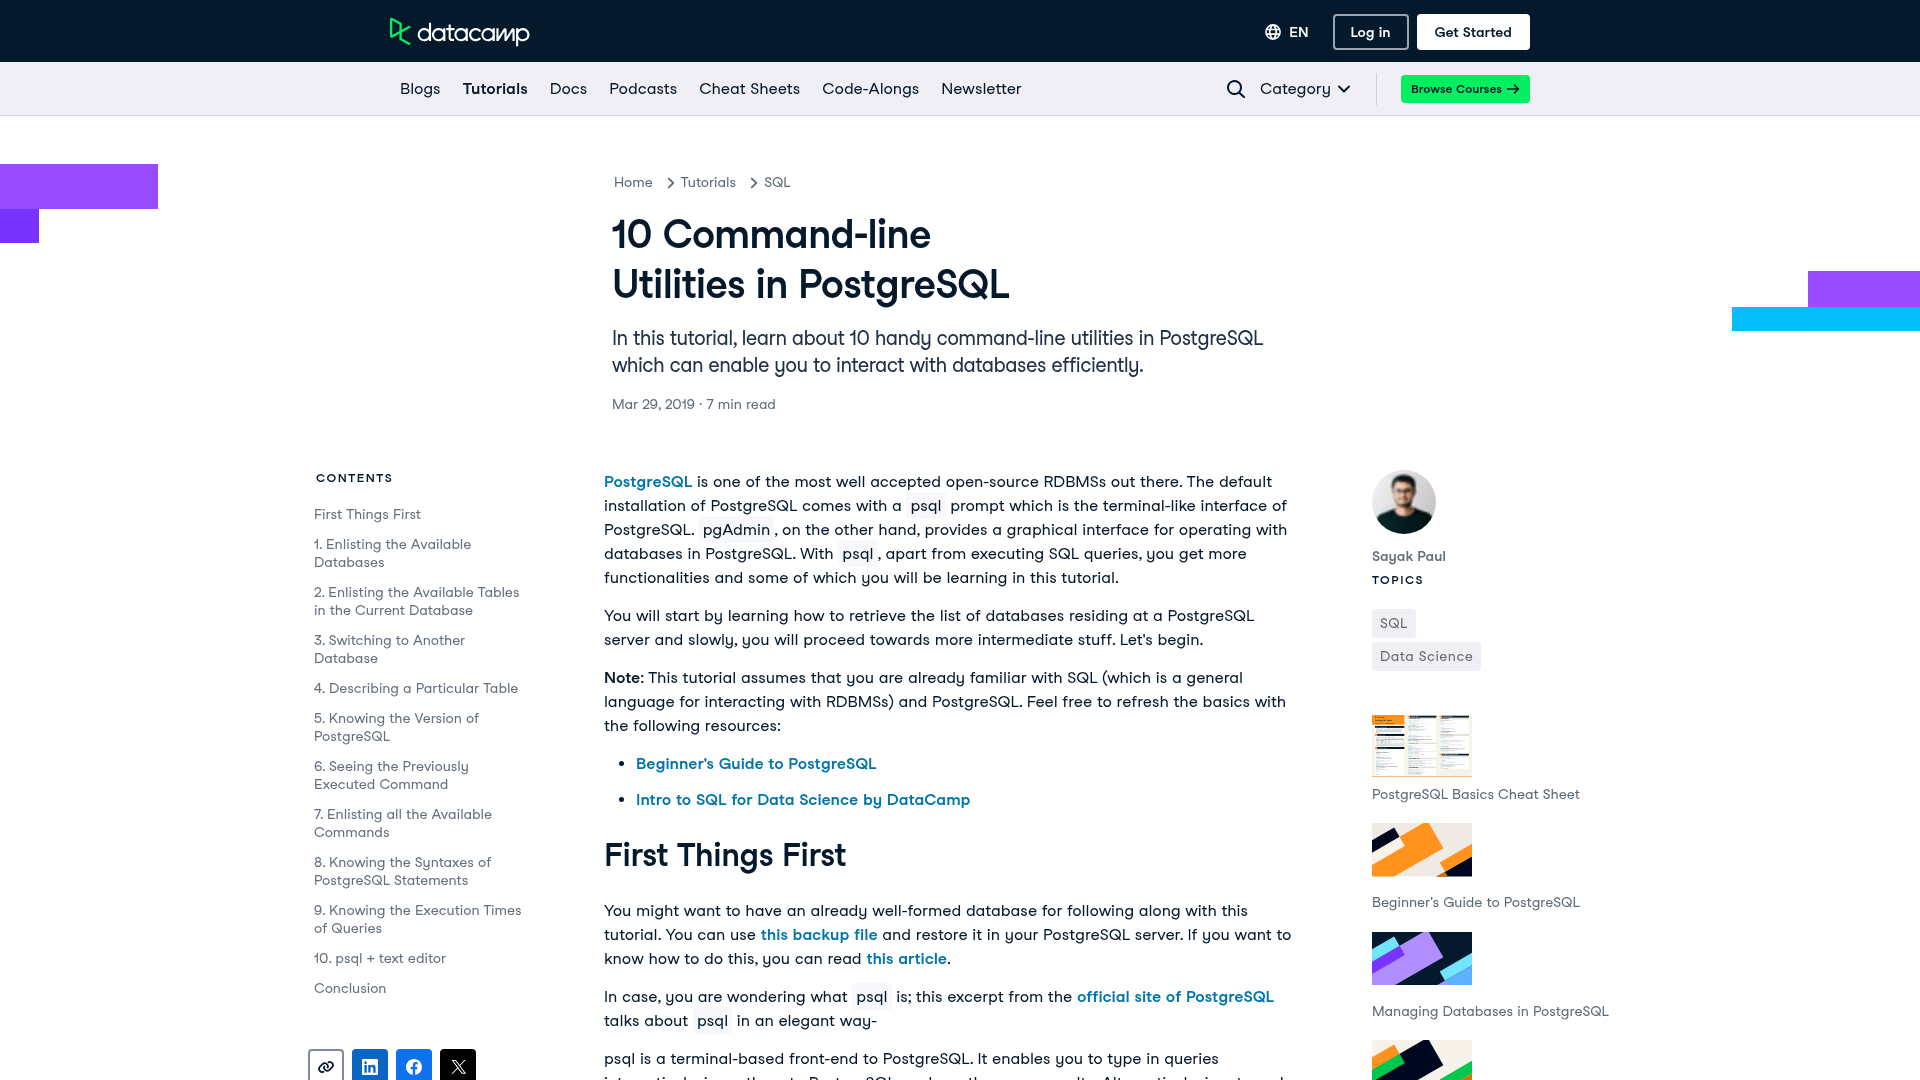 datacamp
EN
Log in
Get Started
Blogs
Tutorials
Docs
Podcasts
Cheat Sheets
Code-Alongs
Newsletter
Category
Browse Courses
Home
Tutorials
SQL
10 Command-line
Utilities in PostgreSQL
In this tutorial, learn about 10 handy command-line utilities in PostgreSQL
which can enable you to interact with databases efficiently.
Mar 29, 2019 · 7 min read
CONTENTS
First Things First
1. Enlisting the Available
Databases
2. Enlisting the Available Tables
in the Current Database
3. Switching to Another
Database
4. Describing a Particular Table
5. Knowing the Version of
PostgreSQL
6. Seeing the Previously
Executed Command
7. Enlisting all the Available
Commands
8. Knowing the Syntaxes of
PostgreSQL Statements
9. Knowing the Execution Times
of Queries
10. psql + text editor
Conclusion
PostgreSQL is one of the most well accepted open-source RDBMSs out there. The default
installation of PostgreSQL comes with a psql prompt which is the terminal-like interface of
PostgreSQL. pgAdmin, on the other hand, provides a graphical interface for operating with
databases in PostgreSQL. With psql, apart from executing SQL queries, you get more
functionalities and some of which you will be learning in this tutorial.
You will start by learning how to retrieve the list of databases residing at a PostgreSQL
server and slowly, you will proceed towards more intermediate stuff. Let's begin.
Note: This tutorial assumes that you are already familiar with SQL (which is a general
language for interacting with RDBMSs) and PostgreSQL. Feel free to refresh the basics with
the following resources:
Beginner's Guide to PostgreSQL
Intro to SQL for Data Science by DataCamp
First Things First
You might want to have an already well-formed database for following along with this
tutorial. You can use this backup file and restore it in your PostgreSQL server. If you want to
know how to do this, you can read this article.
In case, you are wondering what psql is; this excerpt from the official site of PostgreSQL
talks about psql in an elegant way-
psql is a terminal-based front-end to PostgreSQL. It enables you to type in queries
Sayak Paul
TOPICS
SQL
Data Science
PostgreSQL Basics Cheat Sheet
Beginner's Guide to PostgreSQL
Managing Databases in PostgreSQL